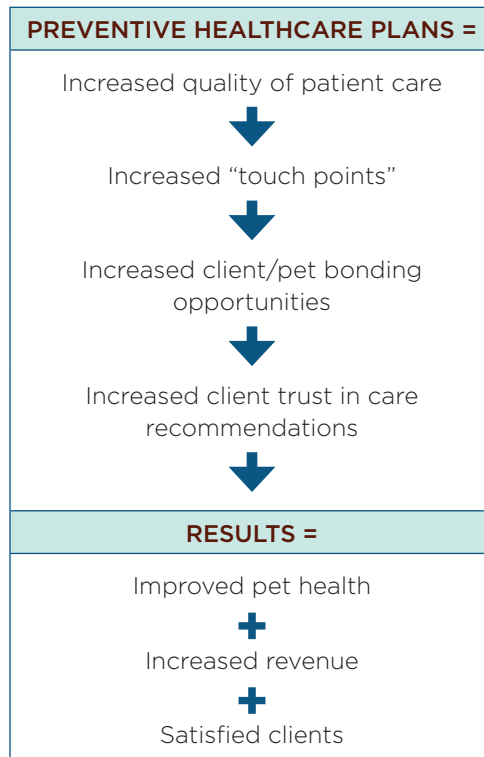 PREVENTIVE HEALTHCARE PLANS =
Increased quality of patient care
Increased “touch points”
Increased client/pet bonding
opportunities
Increased client trust in care
recommendations
RESULTS =
Improved pet health
+
Increased revenue
+
Satisfied clients